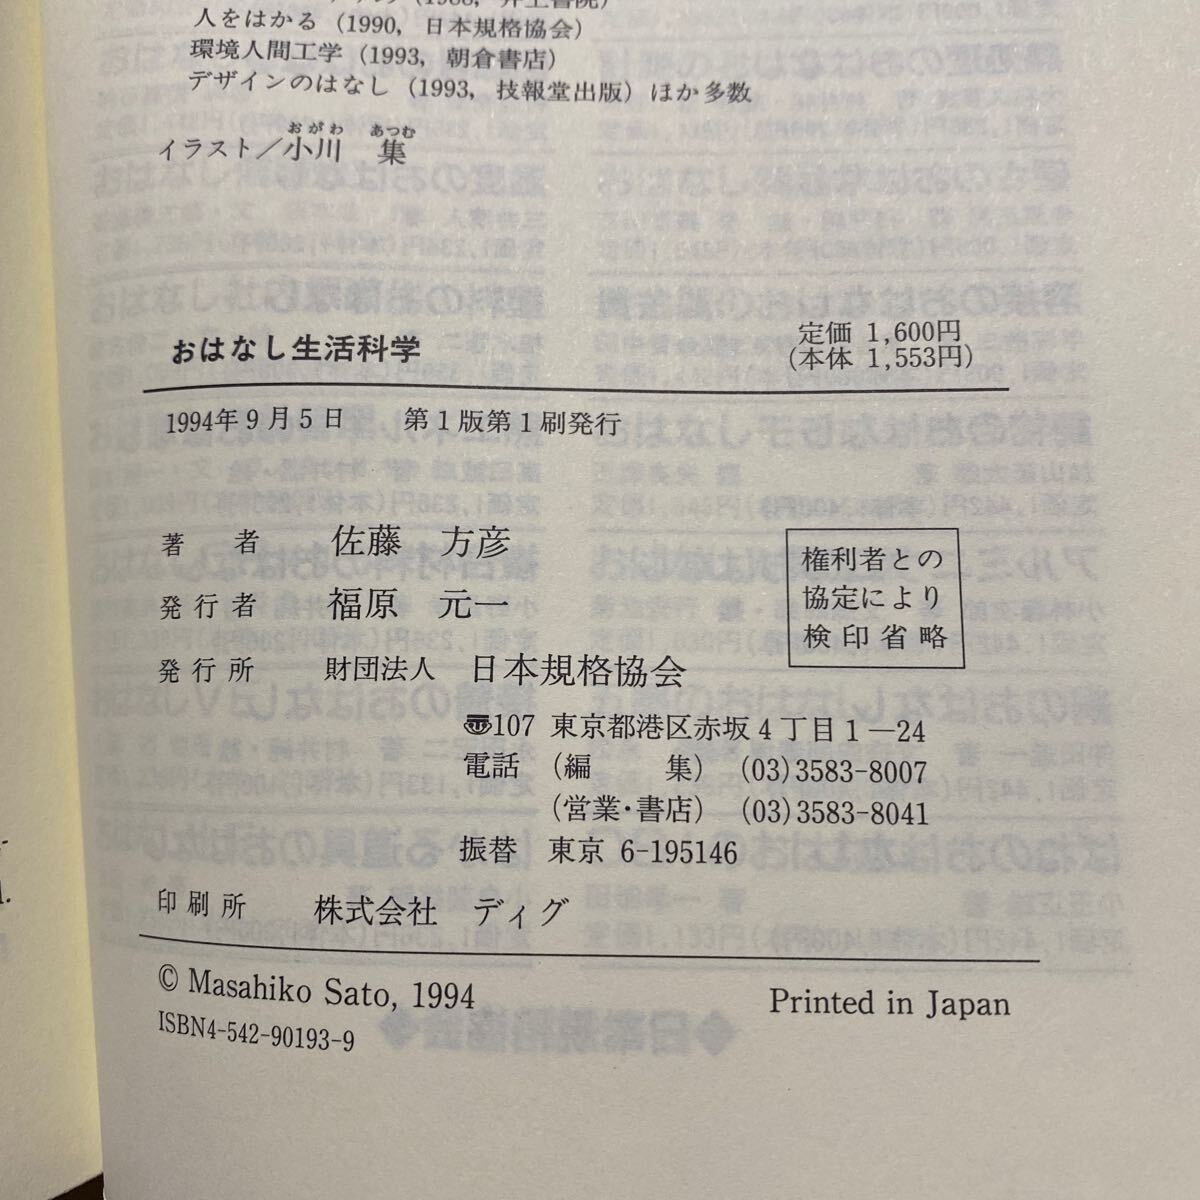 人をはかる (1990, 日本規格協会)
環境人間工学 (1993, 朝倉書店)
デザインのはなし (1993, 技報堂出版) ほか多数
イラスト／小川 集
おがわ あつむ
おはなし生活科学
定価 1,600円
(本体 1,553円)
1994年9月5日 第1版第1刷発行
著者 佐藤 方彦
発行者 福原 元一
発行所 財団法人 日本規格協会
〠107 東京都港区赤坂4丁目1—24
電話 (編集) (03)3583-8007
(営業・書店) (03)3583-8041
振替 東京 6-195146
権利者との
協定により
検印省略
印刷所 株式会社 ディグ
© Masahiko Sato, 1994
Printed in Japan
ISBN4-542-90193-9